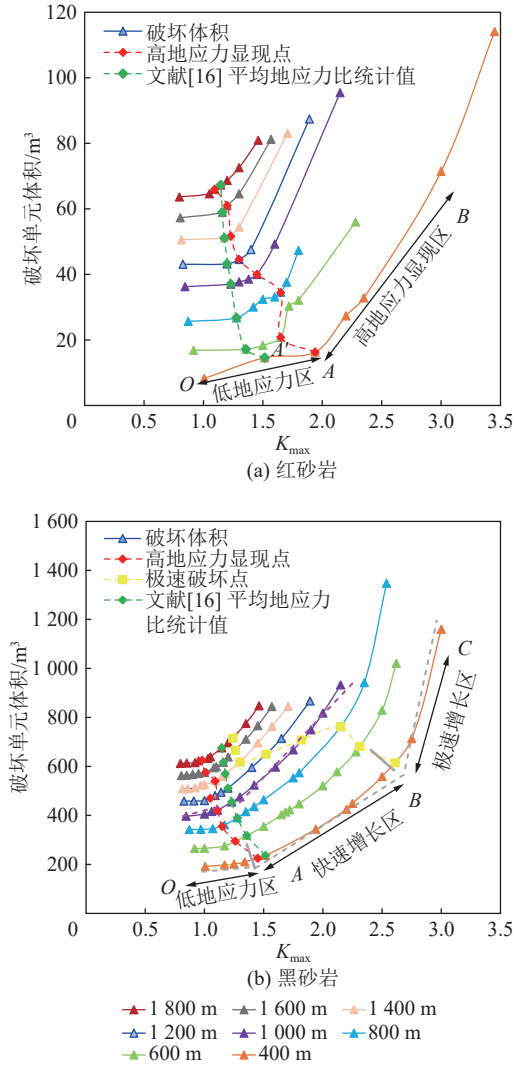 120
100
80
60
40
20
0
破坏单元体积/m³
破坏体积
高地应力显现点
文献[16] 平均地应力比统计值
O
A'
A
B
低地应力区
高地应力显现区
0.5 1.0 1.5 2.0 2.5 3.0 3.5
Kmax
(a) 红砂岩
1 600
1 400
1 200
1 000
800
600
400
200
0
破坏单元体积/m³
破坏体积
高地应力显现点
极速破坏点
文献[16] 平均地应力
比统计值
O
A
B
C
低地应力区
快速增长区
极速增长区
0.5 1.0 1.5 2.0 2.5 3.0 3.5
Kmax
(b) 黑砂岩
1 800 m 1 600 m 1 400 m
1 200 m 1 000 m 800 m
600 m 400 m